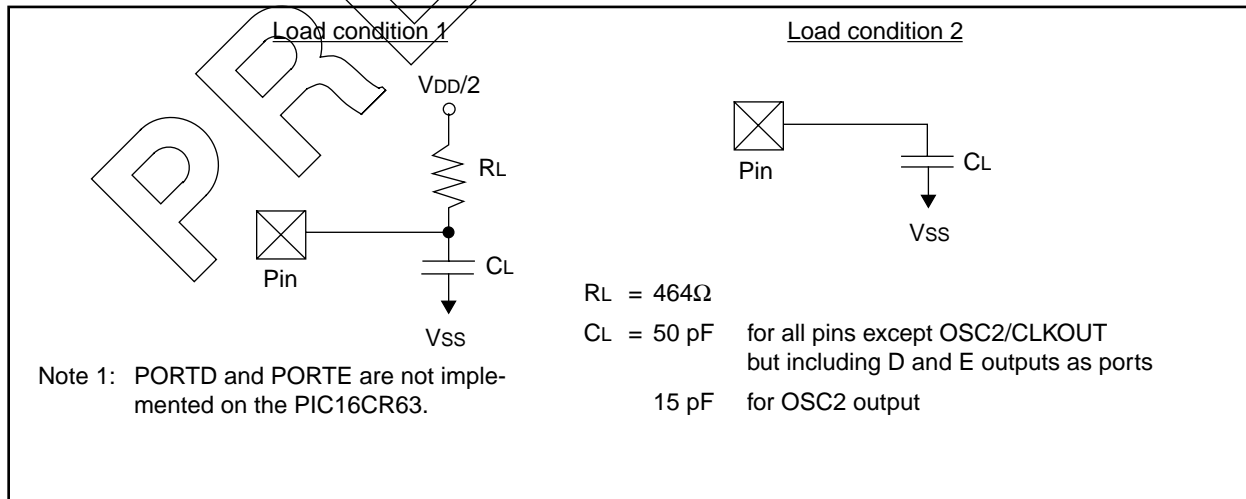 Load condition 1
VDD/2
RL
Pin
CL
VSS
Note 1: PORTD and PORTE are not imple-
mented on the PIC16CR63.
Load condition 2
Pin
CL
VSS
RL = 464Ω
CL = 50 pF for all pins except OSC2/CLKOUT
but including D and E outputs as ports
15 pF for OSC2 output